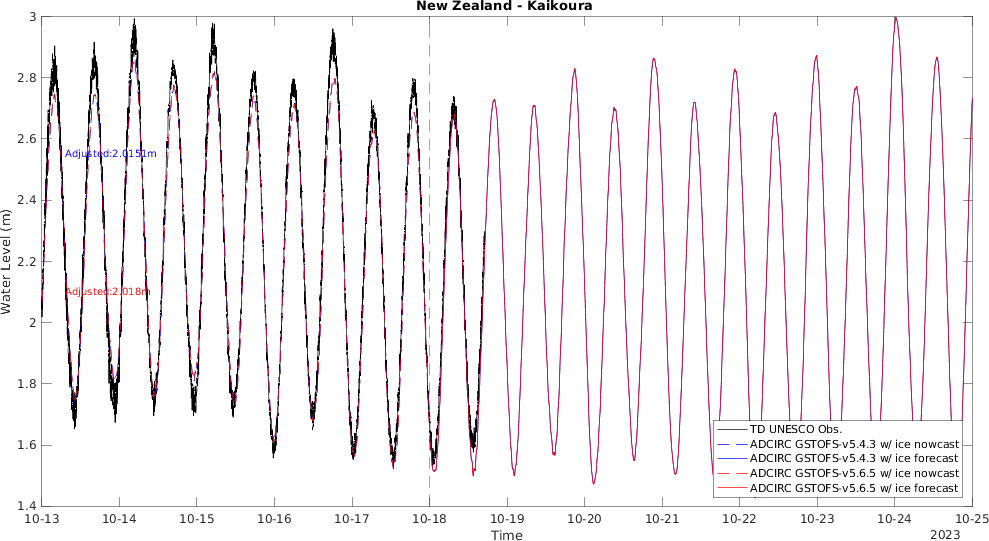 New Zealand - Kaikoura
Water Level (m)
3
2.8
2.6
2.4
2.2
2
1.8
1.6
1.4
Adjusted:2.0151m
Adjusted:2.018m
TD UNESCO Obs.
ADCIRC GSTOFS-v5.4.3 w/ ice nowcast
ADCIRC GSTOFS-v5.4.3 w/ ice forecast
ADCIRC GSTOFS-v5.6.5 w/ ice nowcast
ADCIRC GSTOFS-v5.6.5 w/ ice forecast
10-13 10-14 10-15 10-16 10-17 10-18 10-19 10-20 10-21 10-22 10-23 10-24 10-25
Time
2023